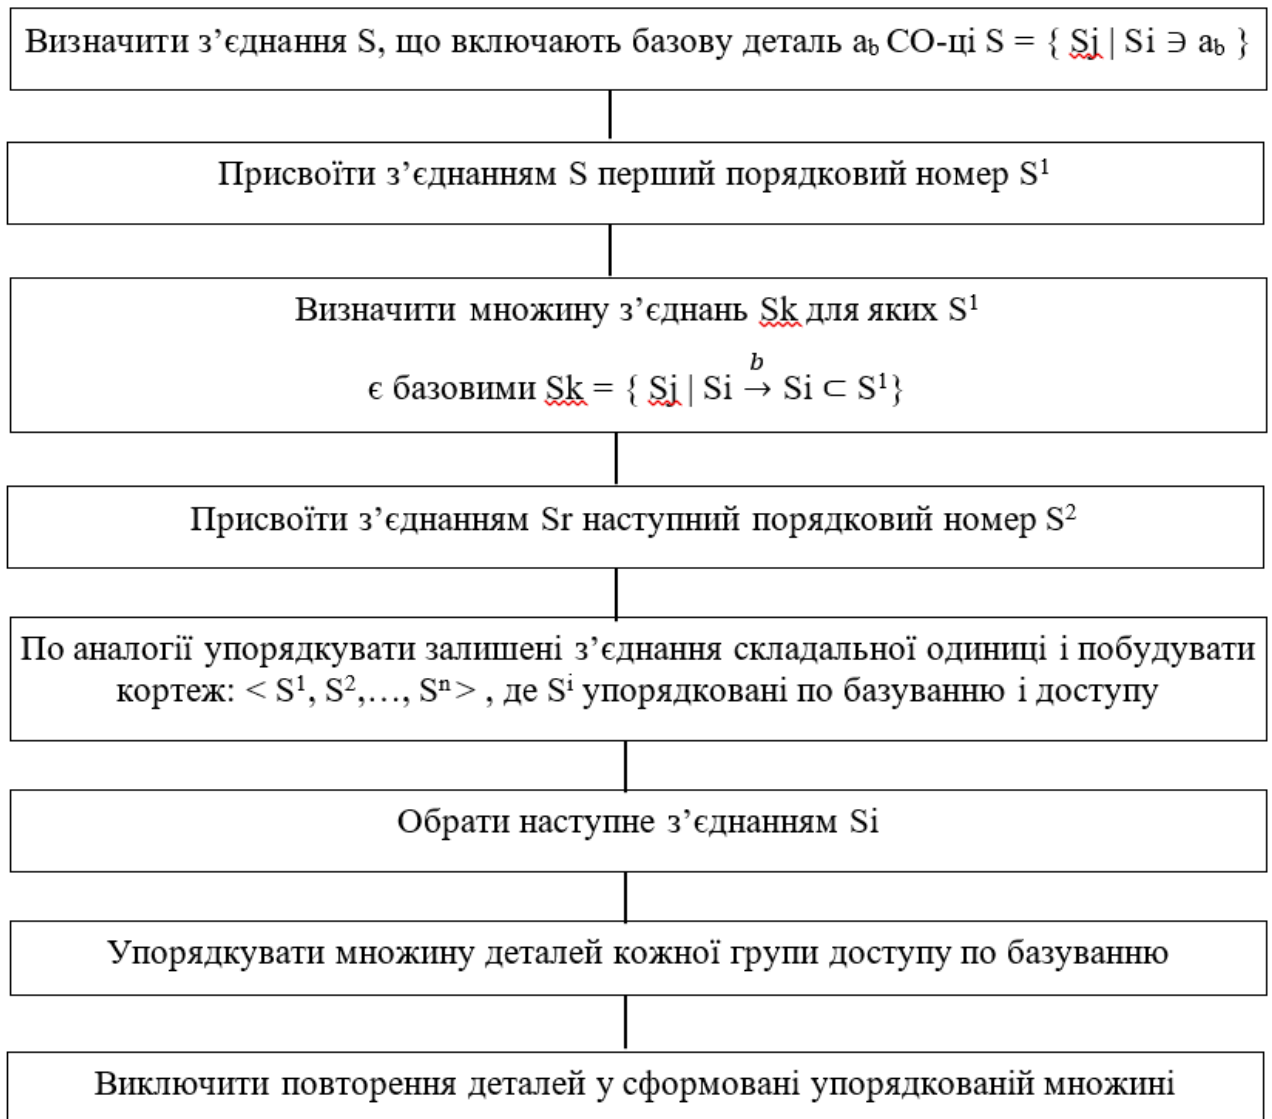 Визначити з’єднання S, що включають базову деталь a_b СО-ці S = { Sj | Si ∋ a_b }
Присвоїти з’єднанням S перший порядковий номер S¹
Визначити множину з’єднань Sk для яких S¹
b
є базовими Sk = { Sj | Si → Si ⊂ S¹}
Присвоїти з’єднанням Sr наступний порядковий номер S²
По аналогії упорядкувати залишені з’єднання складальної одиниці і побудувати
кортеж: < S¹, S²,…, Sⁿ > , де Sⁱ упорядковані по базуванню і доступу
Обрати наступне з’єднанням Si
Упорядкувати множину деталей кожної групи доступу по базуванню
Виключити повторення деталей у сформовані упорядкованій множині